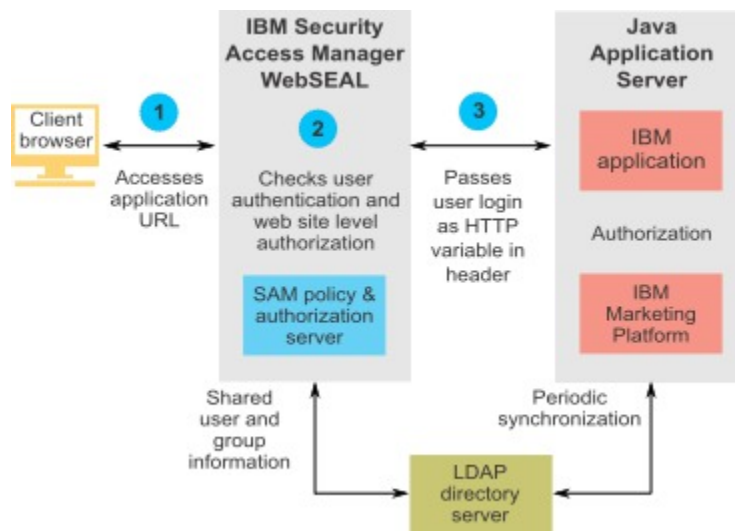 IBM Security
Access Manager
WebSEAL
Java
Application
Server
Client
browser
1
2
3
IBM
application
Accesses
application
URL
Checks user
authentication and
web site level
authorization
Passes
user login
as HTTP
variable in
header
Authorization
SAM policy &
authorization
server
IBM
Marketing
Platform
Shared
user and
group
information
Periodic
synchronization
LDAP
directory
server